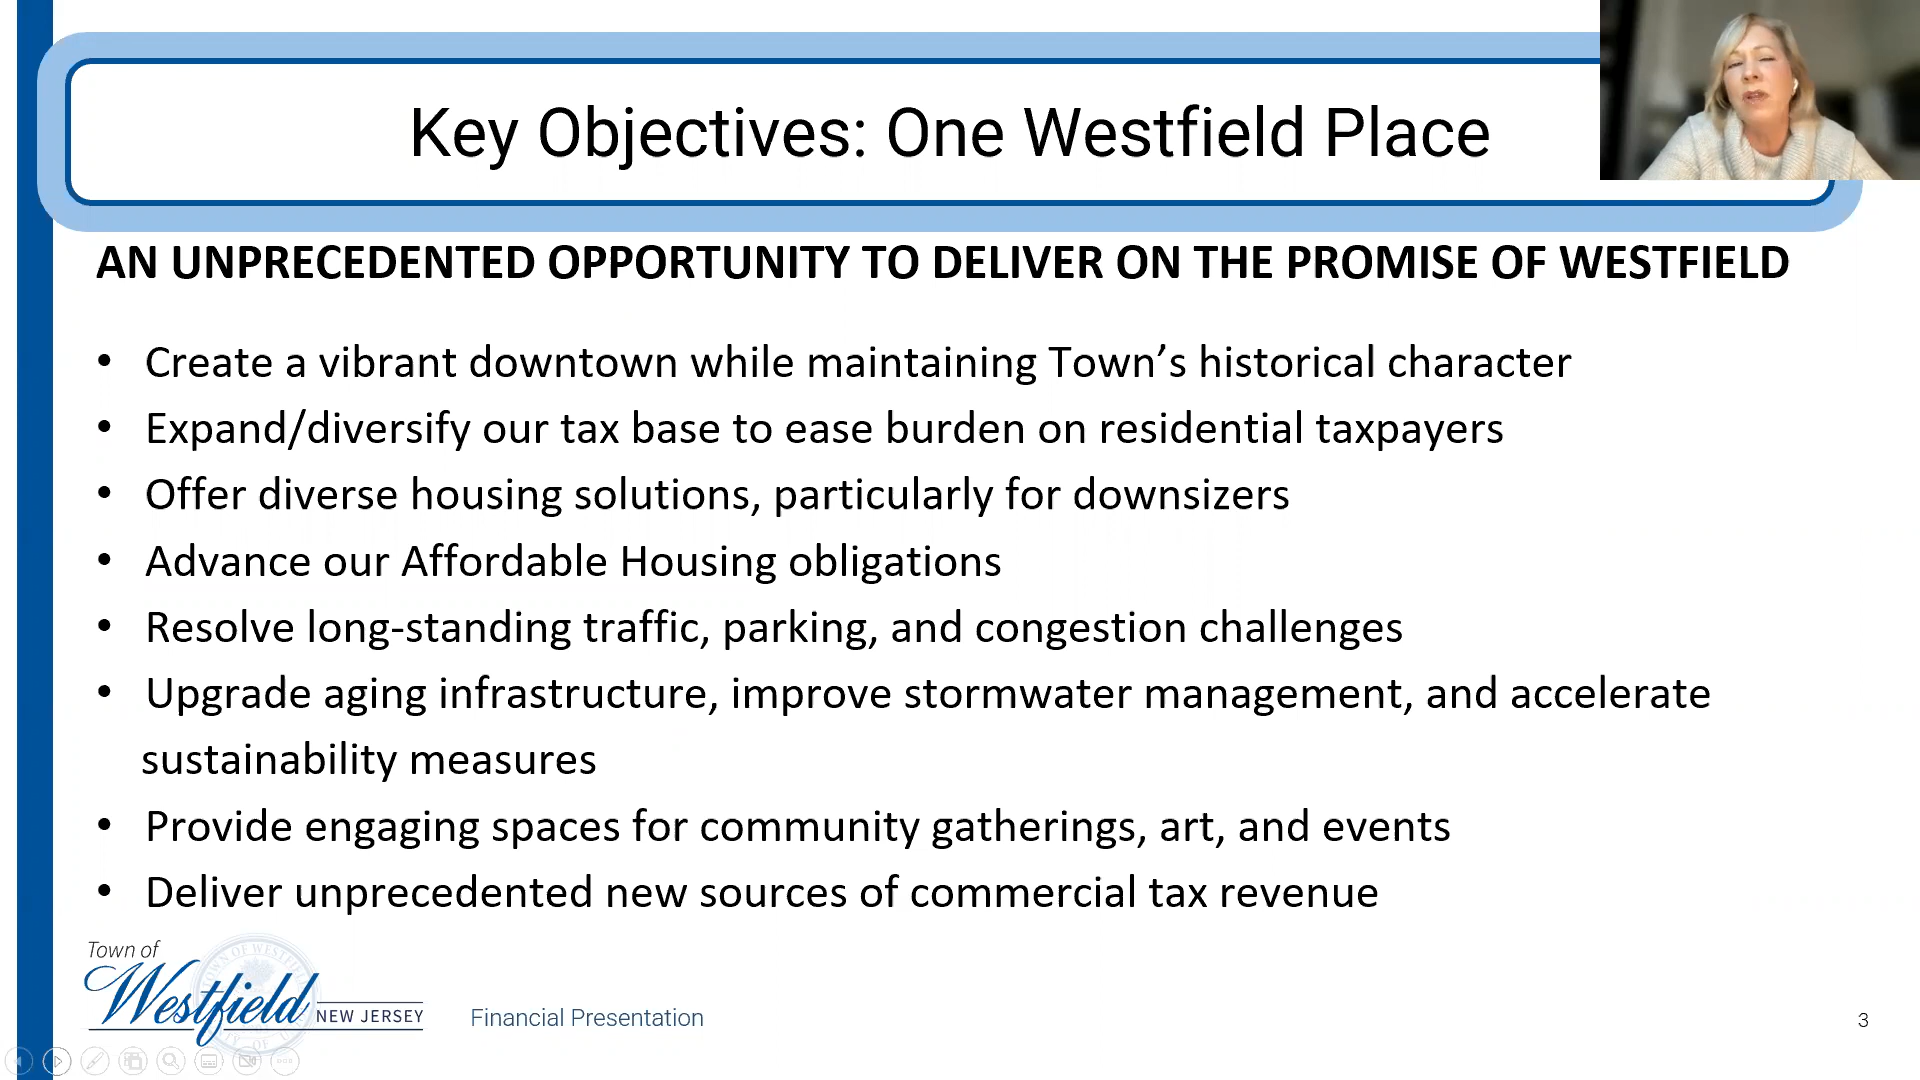 Key Objectives: One Westfield Place
AN UNPRECEDENTED OPPORTUNITY TO DELIVER ON THE PROMISE OF WESTFIELD
• Create a vibrant downtown while maintaining Town’s historical character
• Expand/diversify our tax base to ease burden on residential taxpayers
• Offer diverse housing solutions, particularly for downsizers
• Advance our Affordable Housing obligations
• Resolve long-standing traffic, parking, and congestion challenges
• Upgrade aging infrastructure, improve stormwater management, and accelerate
sustainability measures
• Provide engaging spaces for community gatherings, art, and events
• Deliver unprecedented new sources of commercial tax revenue
Town of
Westfield
NEW JERSEY
Financial Presentation
3